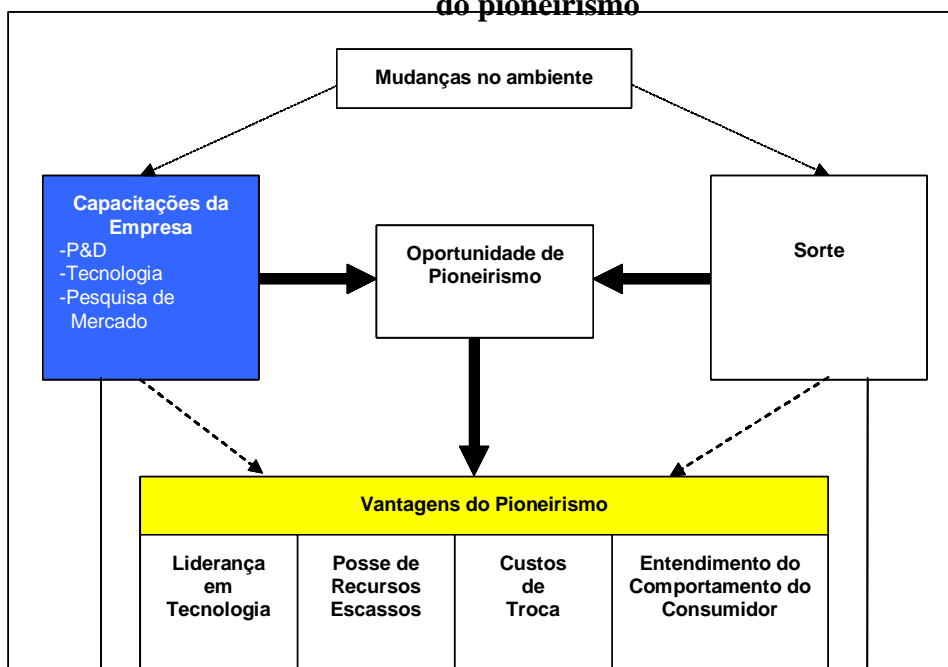 do pioneirismo
Mudanças no ambiente
Capacitações da
Empresa
-P&D
-Tecnologia
-Pesquisa de
Mercado
Oportunidade de
Pioneirismo
Sorte
Vantagens do Pioneirismo
Liderança
em
Tecnologia
Posse de
Recursos
Escassos
Custos
de
Troca
Entendimento do
Comportamento do
Consumidor